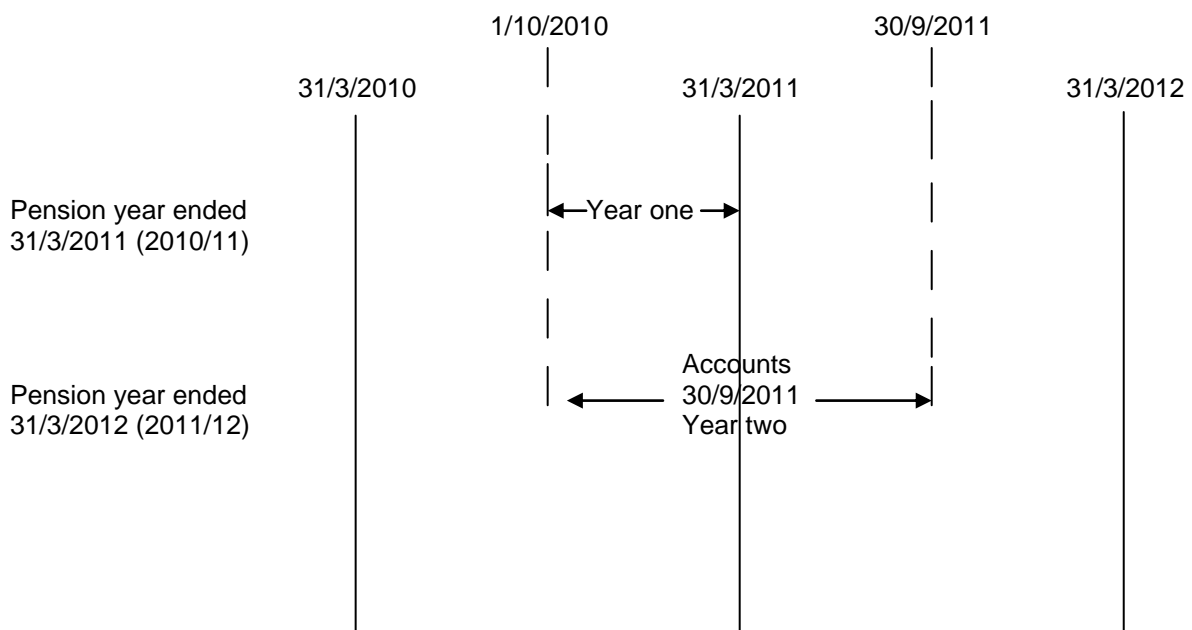 1/10/2010 30/9/2011
31/3/2010 31/3/2011 31/3/2012
Pension year ended
31/3/2011 (2010/11)
Year one
Pension year ended
31/3/2012 (2011/12)
Accounts
30/9/2011
Year two